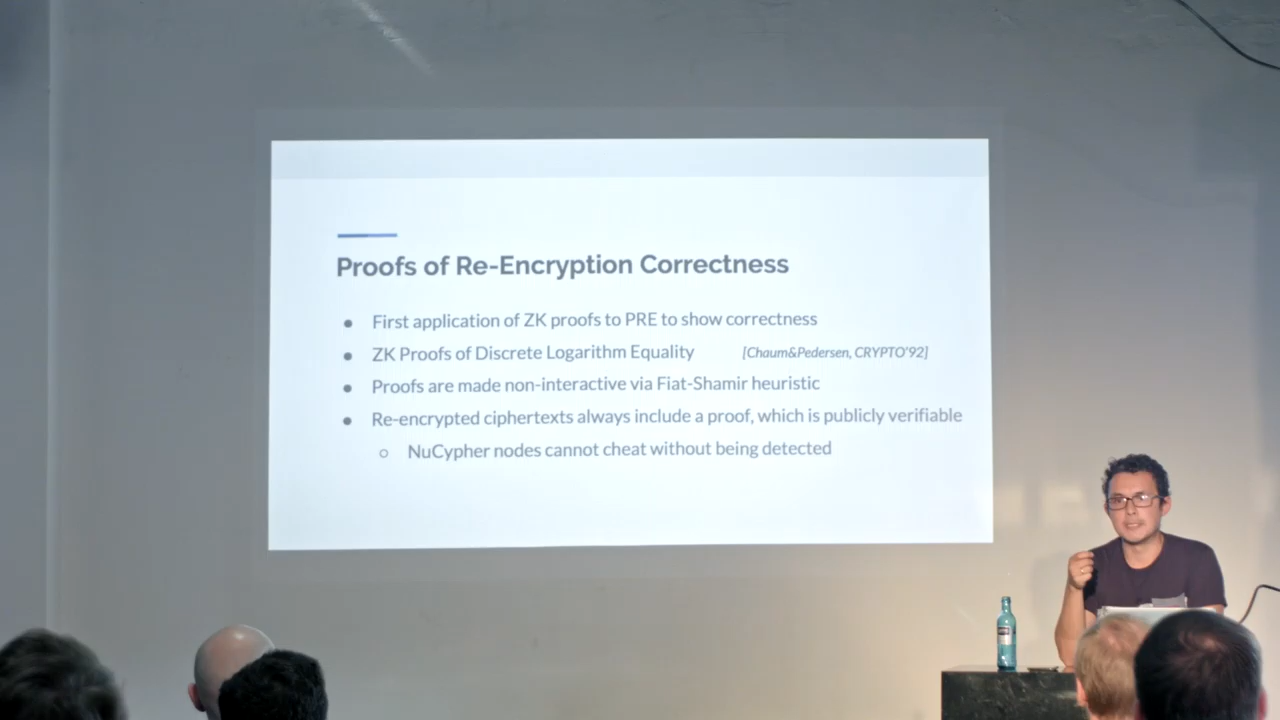 Proofs of Re-Encryption Correctness
● First application of ZK proofs to PRE to show correctness
● ZK Proofs of Discrete Logarithm Equality [Chaum&Pedersen, CRYPTO'92]
● Proofs are made non-interactive via Fiat-Shamir heuristic
● Re-encrypted ciphertexts always include a proof, which is publicly verifiable
○ NuCypher nodes cannot cheat without being detected